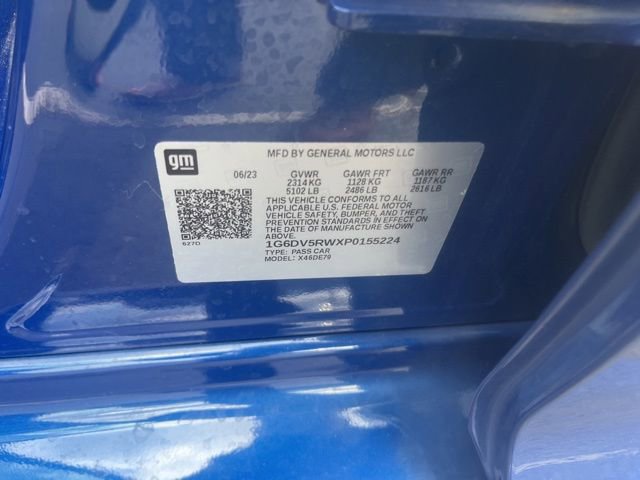 gm
MFD BY GENERAL MOTORS LLC
06/23 GVWR GAWR FRT GAWR RR
2314 KG 1128 KG 1187 KG
5102 LB 2486 LB 2616 LB
THIS VEHICLE CONFORMS TO ALL
APPLICABLE U.S. FEDERAL MOTOR
VEHICLE SAFETY, BUMPER, AND THEFT
PREVENTION STANDARDS IN EFFECT ON
THE DATE OF MANUFACTURE SHOWN ABOVE.
627D
1G6DV5RWXP0155224
TYPE: PASS CAR
MODEL: X46DE79